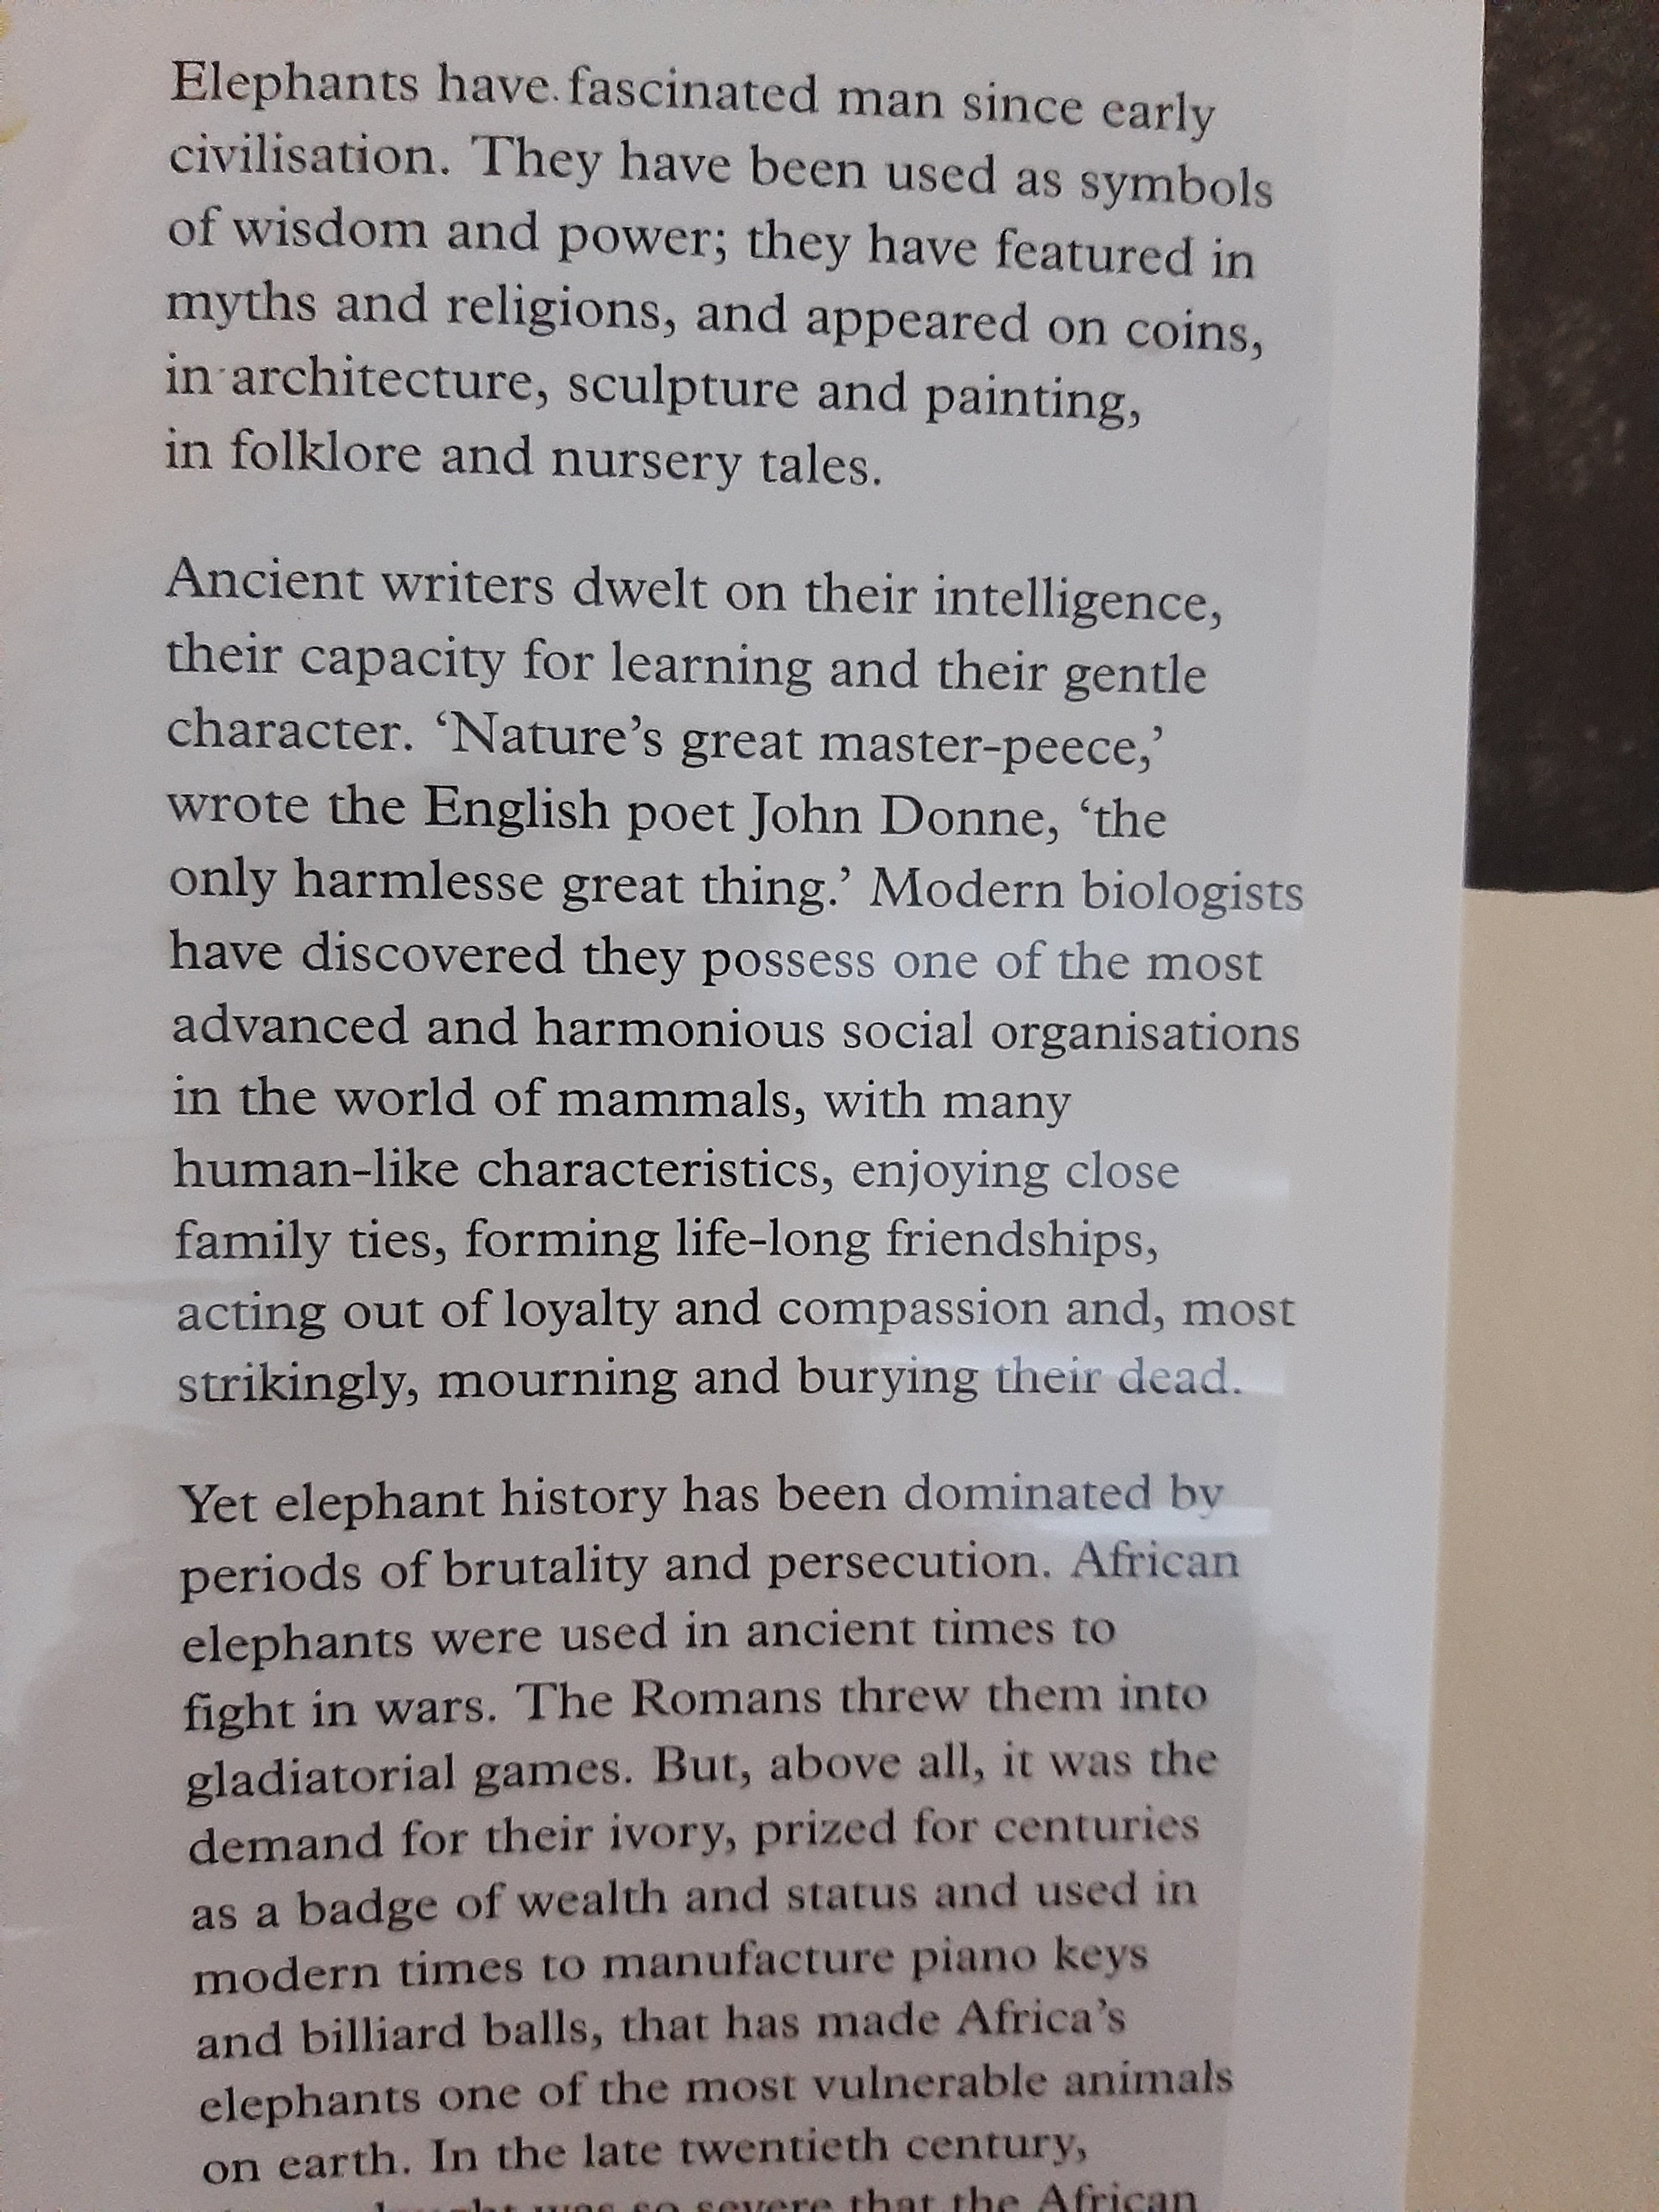 Elephants have fascinated man since early
civilisation. They have been used as symbols
of wisdom and power; they have featured in
myths and religions, and appeared on coins,
in architecture, sculpture and painting,
in folklore and nursery tales.
Ancient writers dwelt on their intelligence,
their capacity for learning and their gentle
character. ‘Nature’s great master-peece,’
wrote the English poet John Donne, ‘the
only harmlesse great thing.’ Modern biologists
have discovered they possess one of the most
advanced and harmonious social organisations
in the world of mammals, with many
human-like characteristics, enjoying close
family ties, forming life-long friendships,
acting out of loyalty and compassion and, most
strikingly, mourning and burying their dead.
Yet elephant history has been dominated by
periods of brutality and persecution. African
elephants were used in ancient times to
fight in wars. The Romans threw them into
gladiatorial games. But, above all, it was the
demand for their ivory, prized for centuries
as a badge of wealth and status and used in
modern times to manufacture piano keys
and billiard balls, that has made Africa’s
elephants one of the most vulnerable animals
on earth. In the late twentieth century,
was so severe that the African